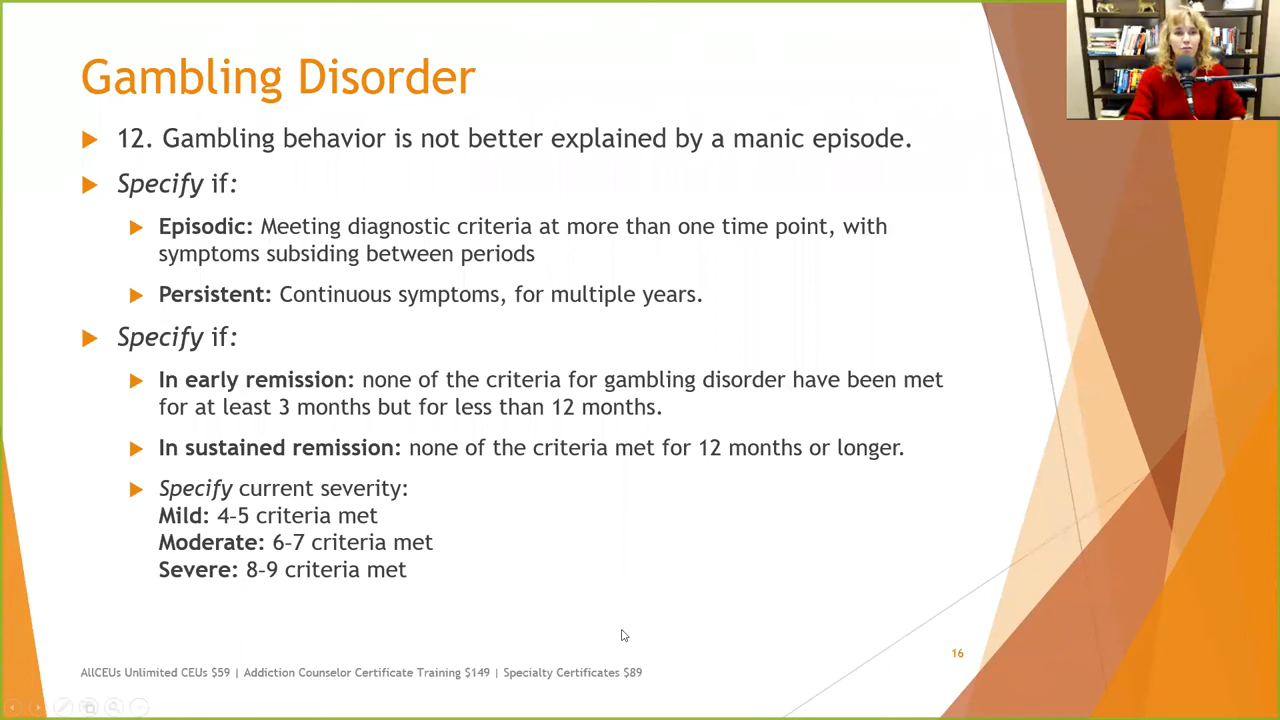 Gambling Disorder
12. Gambling behavior is not better explained by a manic episode.
Specify if:
Episodic: Meeting diagnostic criteria at more than one time point, with
symptoms subsiding between periods
Persistent: Continuous symptoms, for multiple years.
Specify if:
In early remission: none of the criteria for gambling disorder have been met
for at least 3 months but for less than 12 months.
In sustained remission: none of the criteria met for 12 months or longer.
Specify current severity:
Mild: 4–5 criteria met
Moderate: 6–7 criteria met
Severe: 8–9 criteria met
AllCEUs Unlimited CEUs $59 | Addiction Counselor Certificate Training $149 | Specialty Certificates $89
16